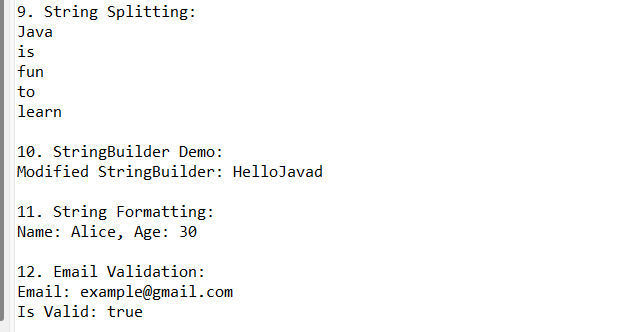 9. String Splitting:
Java
is
fun
to
learn
10. StringBuilder Demo:
Modified StringBuilder: HelloJavad
11. String Formatting:
Name: Alice, Age: 30
12. Email Validation:
Email: example@gmail.com
Is Valid: true